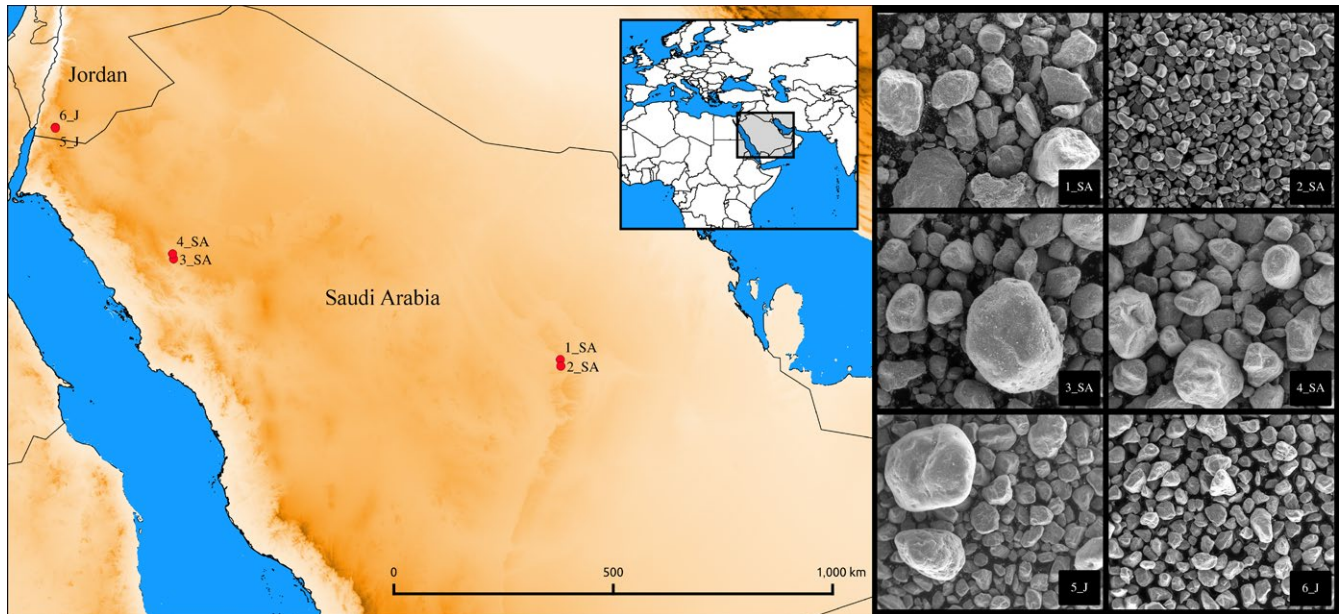 Jordan
6_J
5_J
4_SA
3_SA
Saudi Arabia
1_SA
2_SA
0
500
1,000 km
1_SA
2_SA
3_SA
4_SA
5_J
6_J